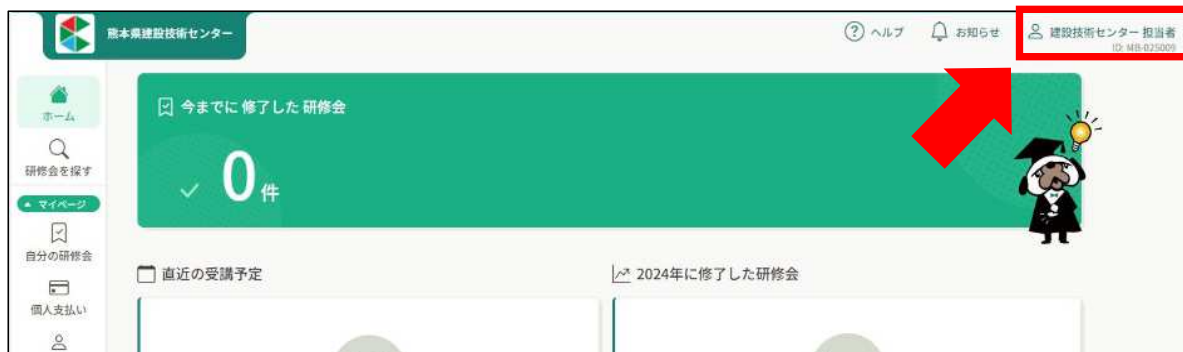 熊本県建設技術センター
ヘルプ
お知らせ
建設技術センター 担当者
ID: MB-025009
ホーム
研修会を探す
マイページ
自分の研修会
個人支払い
今までに修了した研修会
0件
直近の受講予定
2024年に修了した研修会